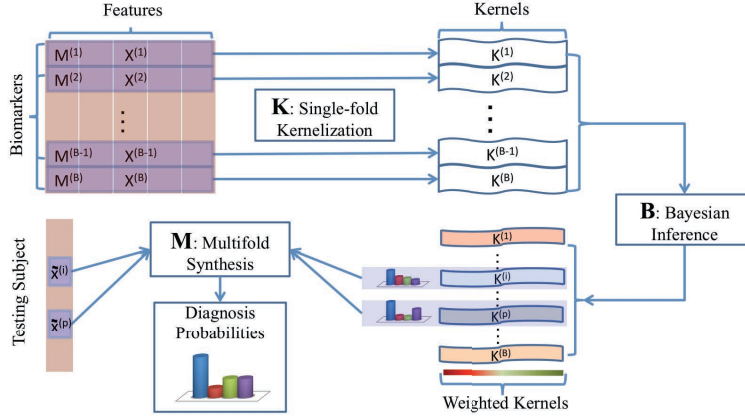 Features
Kernels
Biomarkers
M(1) X(1)
K(1)
M(2) X(2)
K(2)
K: Single-fold
Kernelization
M(B-1) X(B-1)
K(B-1)
M(B) X(B)
K(B)
B: Bayesian
Inference
Testing Subject
x̃(i)
x̃(p)
M: Multifold
Synthesis
Diagnosis
Probabilities
K(1)
K(i)
K(p)
K(B)
Weighted Kernels